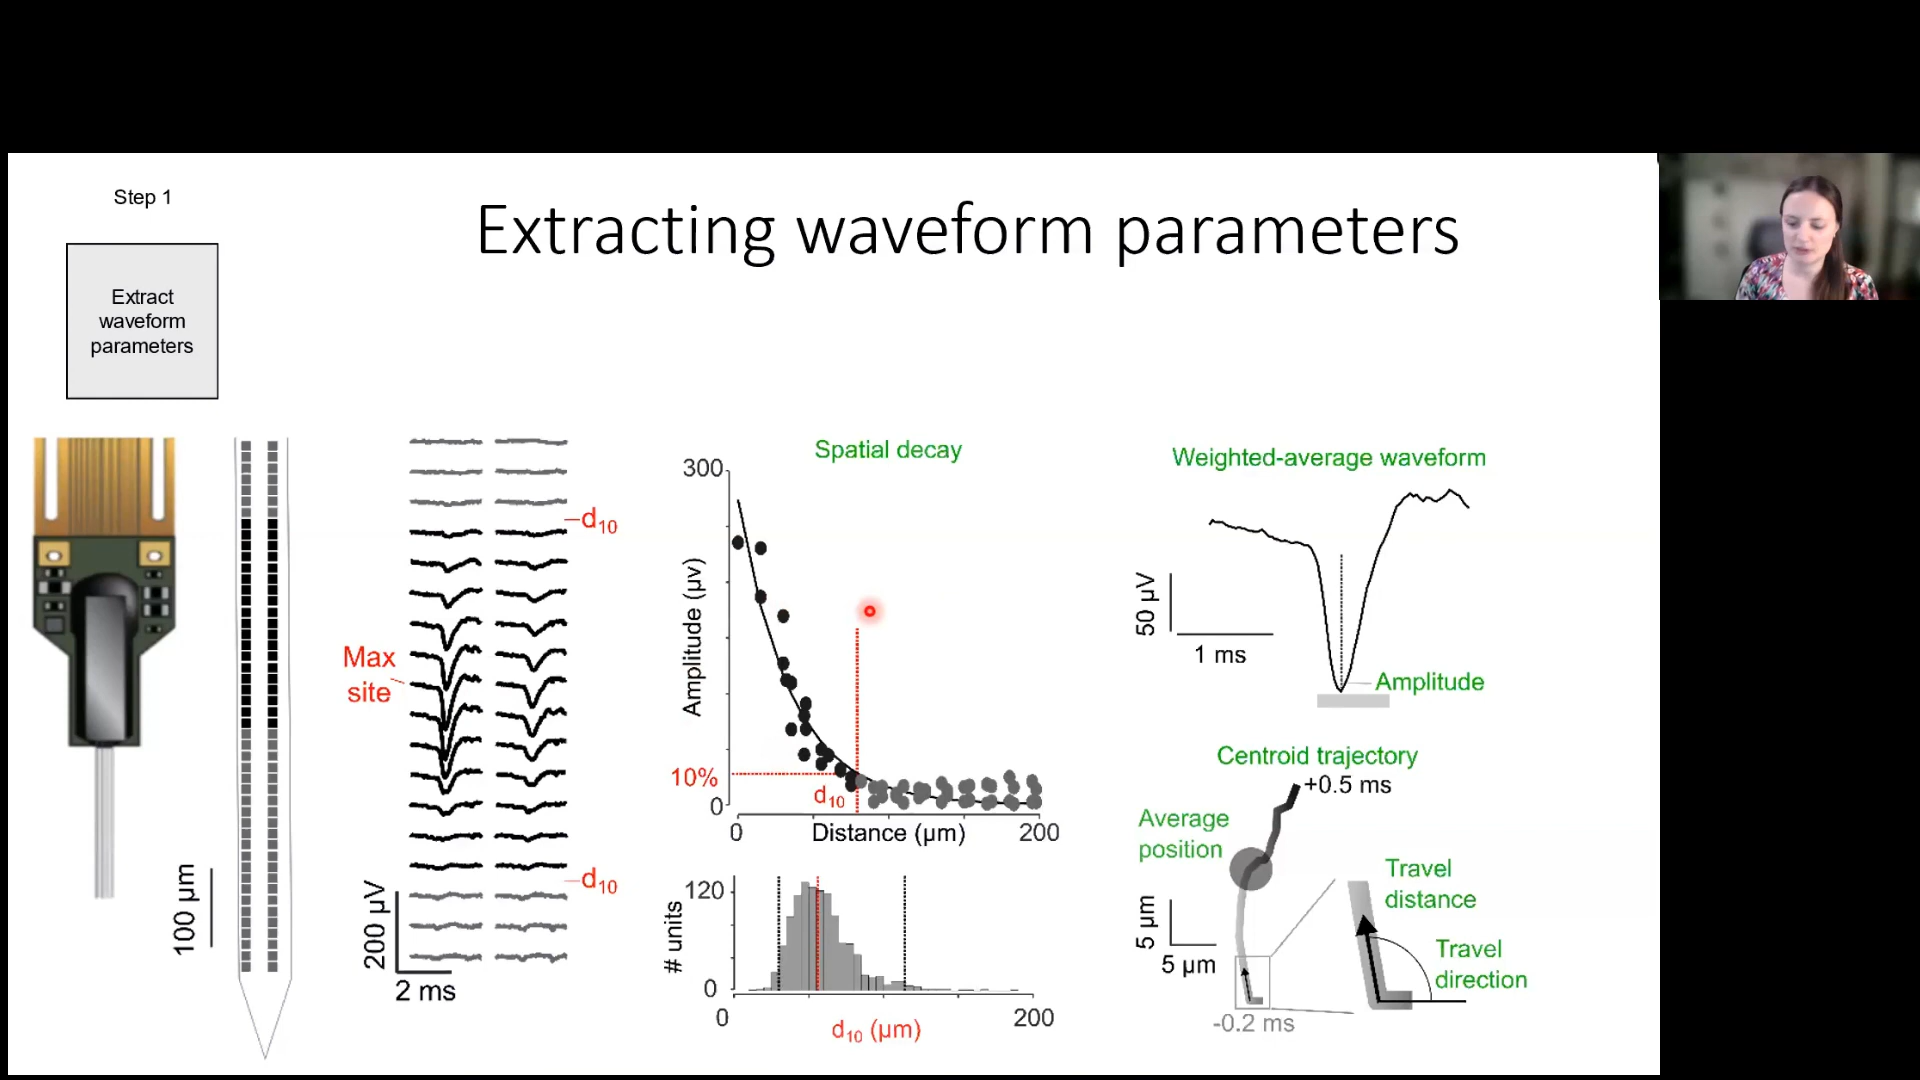 Step 1
Extracting waveform parameters
Extract
waveform
parameters
100 µm
Max
site
d10
d10
200 µV
2 ms
Spatial decay
300
Amplitude (µv)
10%
0
d10
0
Distance (µm)
200
120
# units
0
0
d10 (µm)
200
Weighted-average waveform
50 µV
1 ms
Amplitude
Centroid trajectory
+0.5 ms
Average
position
Travel
distance
5 µm
5 µm
Travel
direction
-0.2 ms